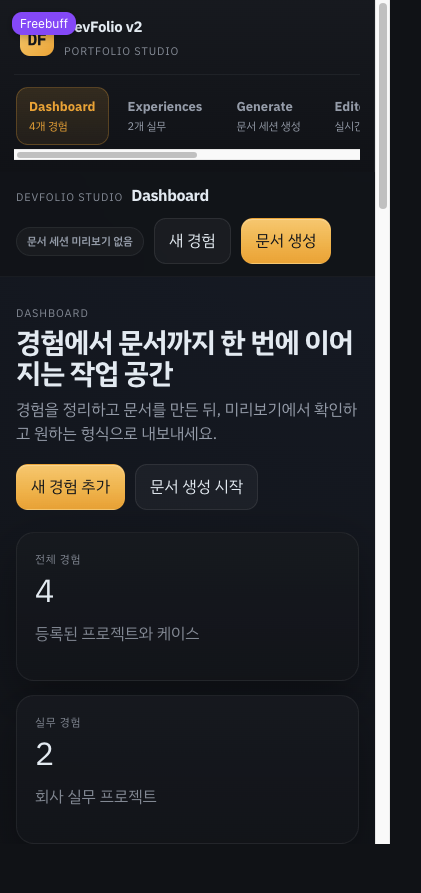 Freebuff
DF
evFolio v2
PORTFOLIO STUDIO
Dashboard
4개 경험
Experiences
2개 실무
Generate
문서 세션 생성
Edit
실시간
DEVFOLIO STUDIO Dashboard
문서 세션 미리보기 없음
새 경험
문서 생성
DASHBOARD
경험에서 문서까지 한 번에 이어
지는 작업 공간
경험을 정리하고 문서를 만든 뒤, 미리보기에서 확인하
고 원하는 형식으로 내보내세요.
새 경험 추가
문서 생성 시작
전체 경험
4
등록된 프로젝트와 케이스
실무 경험
2
회사 실무 프로젝트